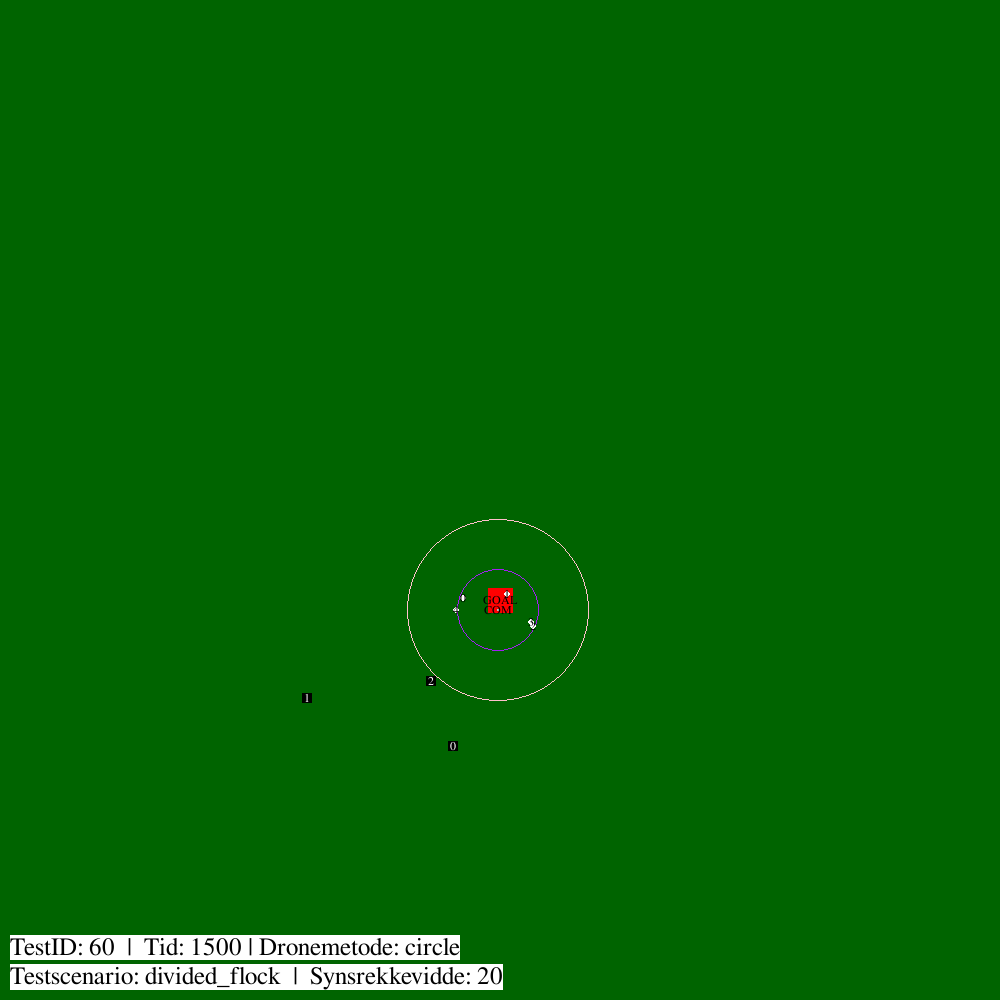 GOAL
COM
2
1
0
TestID: 60 | Tid: 1500 | Dronemetode: circle
Testscenario: divided_flock | Synsrekkevidde: 20